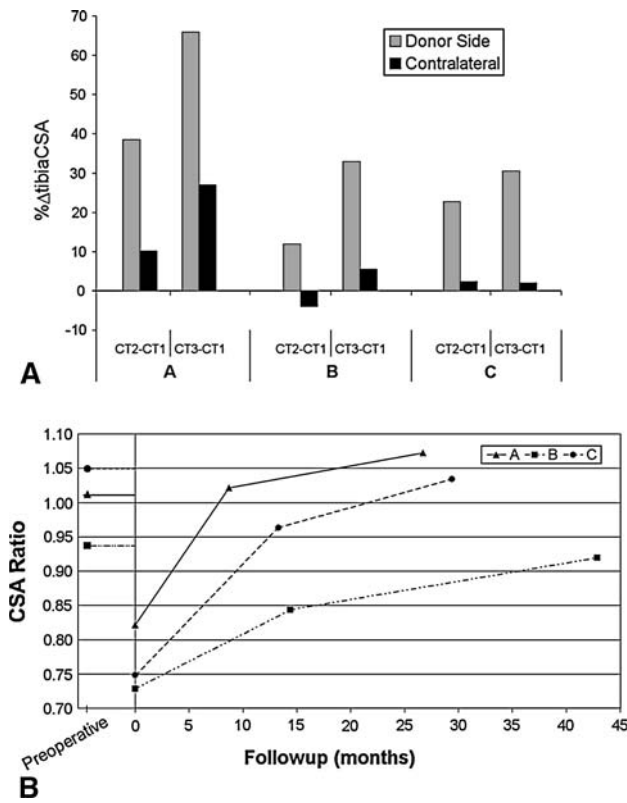 %ΔtibiaCSA
70
60
50
40
30
20
10
0
-10
Donor Side
Contralateral
CT2-CT1 CT3-CT1 CT2-CT1 CT3-CT1 CT2-CT1 CT3-CT1
A B C
A
CSA Ratio
1.10
1.05
1.00
0.95
0.90
0.85
0.80
0.75
0.70
A B C
Preoperative 0 5 10 15 20 25 30 35 40 45
Followup (months)
B